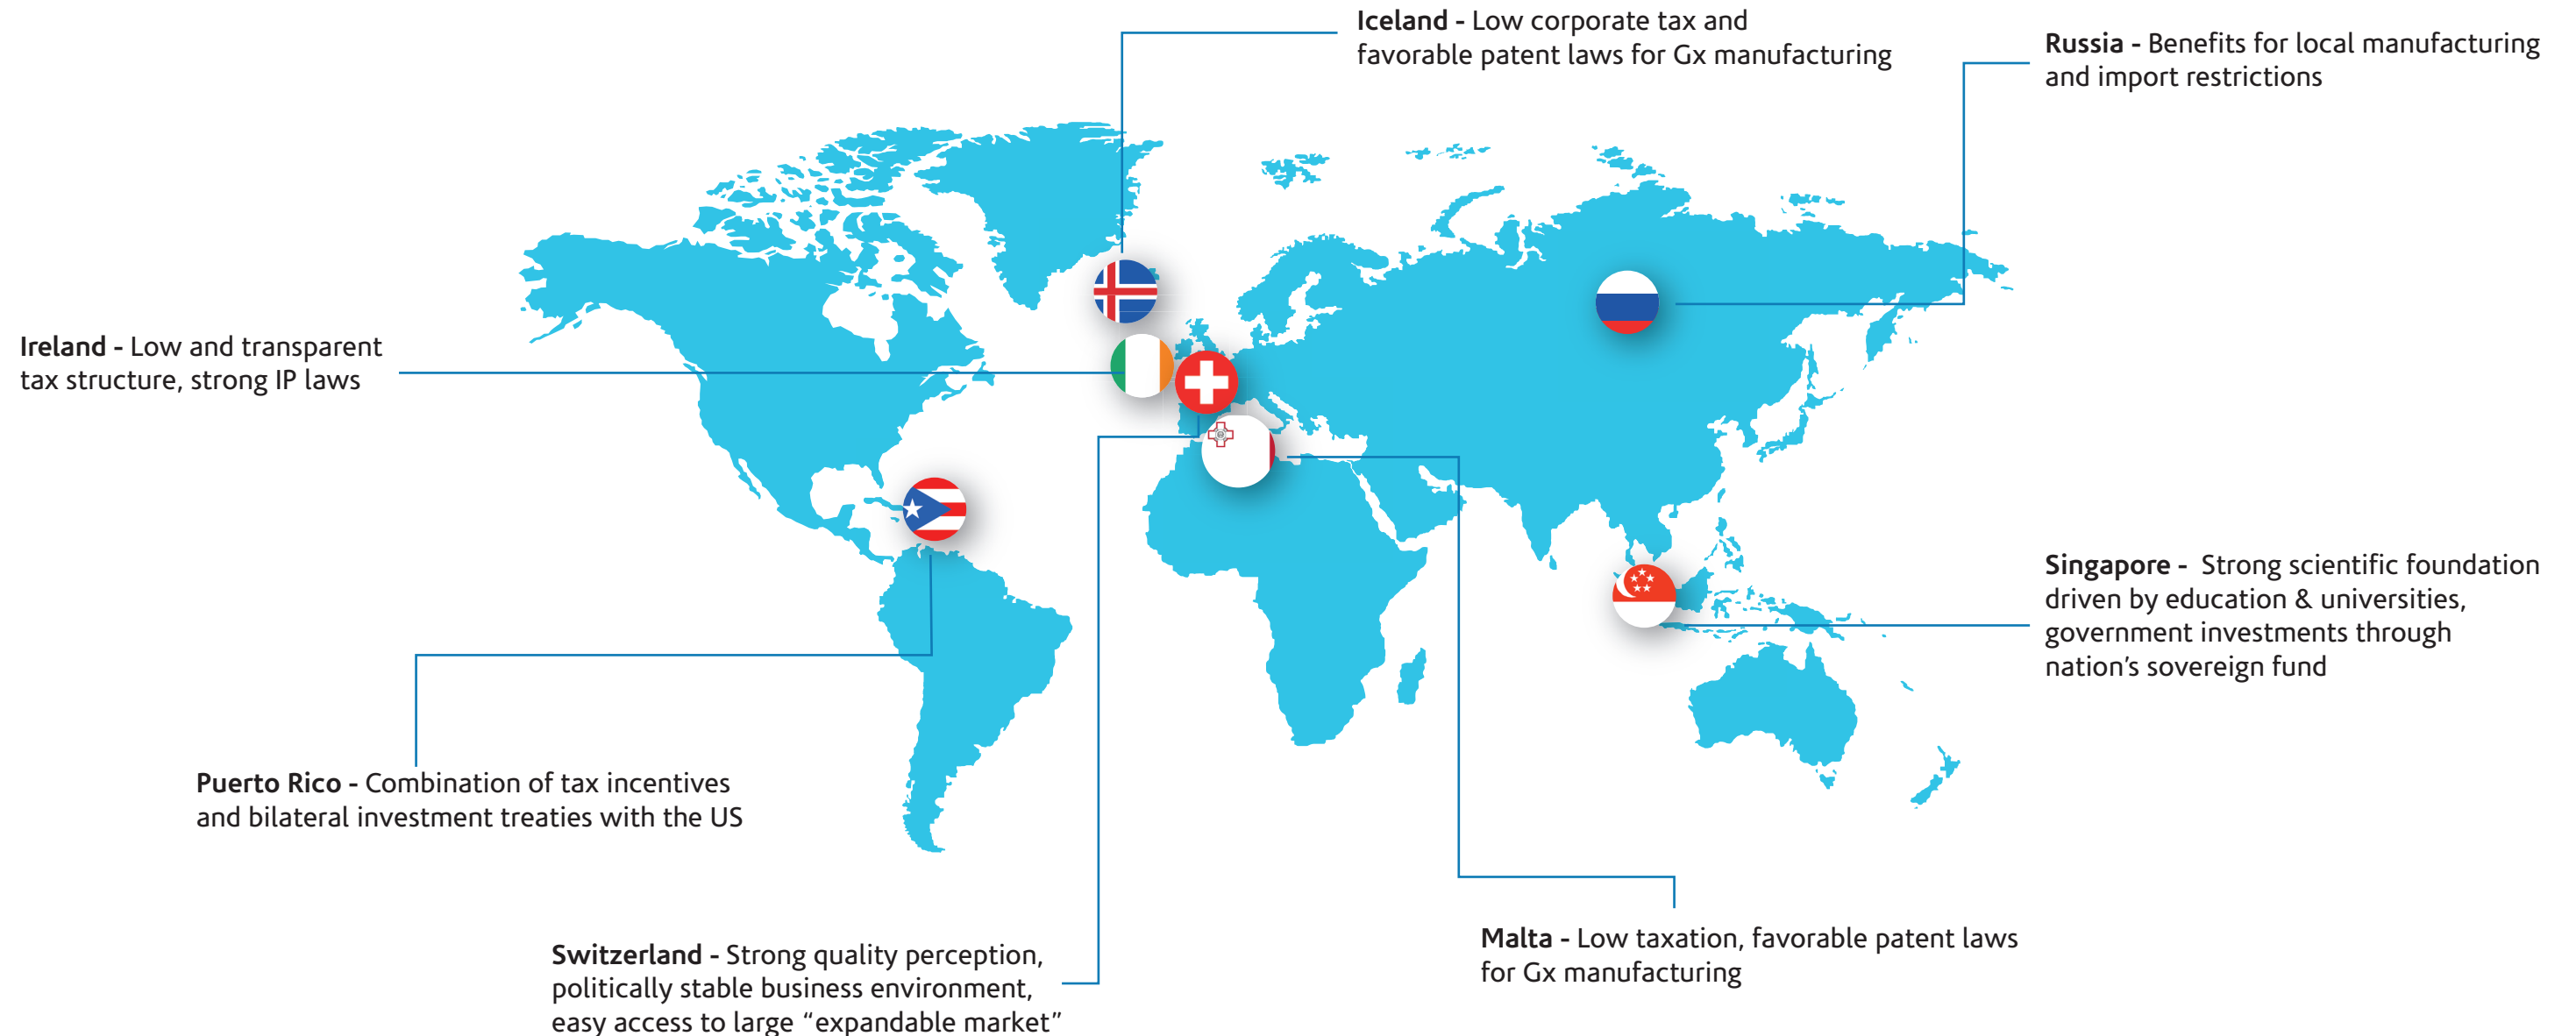 Iceland - Low corporate tax and
favorable patent laws for Gx manufacturing
Russia - Benefits for local manufacturing
and import restrictions
Ireland - Low and transparent
tax structure, strong IP laws
Singapore -  Strong scientific foundation
driven by education & universities,
government investments through
nation’s sovereign fund
Puerto Rico - Combination of tax incentives
and bilateral investment treaties with the US
Malta - Low taxation, favorable patent laws
for Gx manufacturing
Switzerland - Strong quality perception,
politically stable business environment,
easy access to large “expandable market”